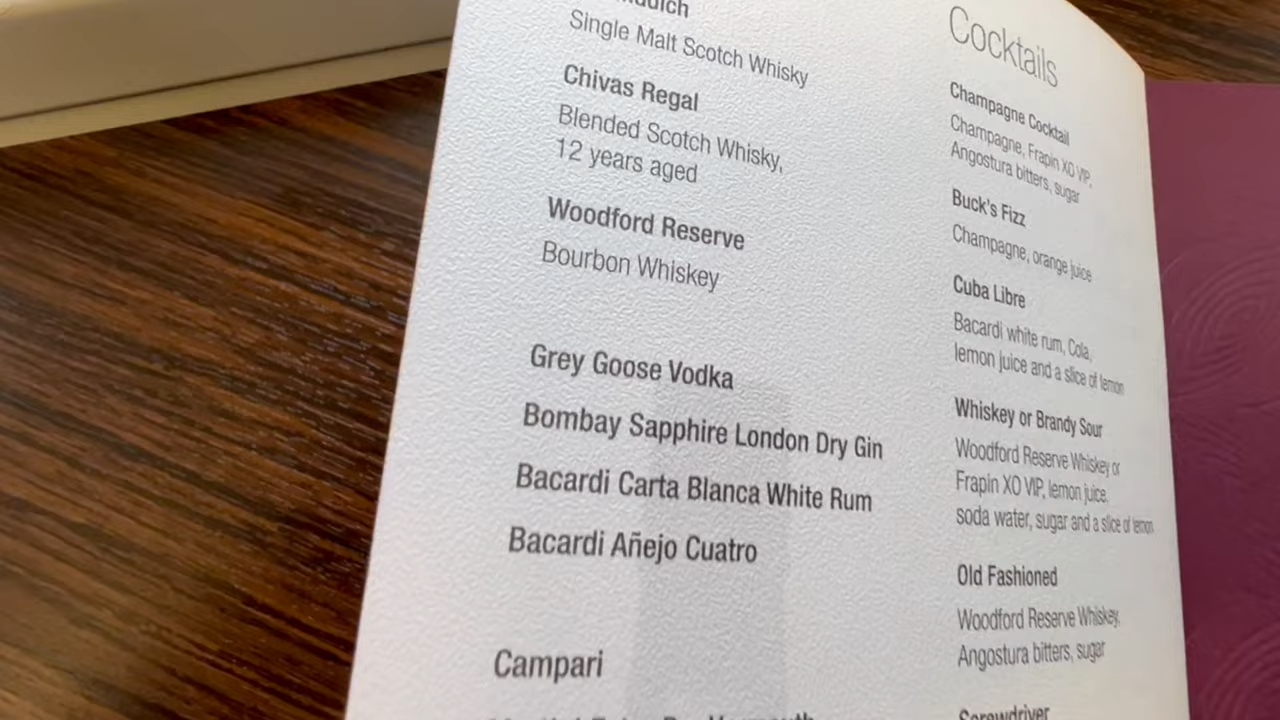 Single Malt Scotch Whisky
Chivas Regal
Blended Scotch Whisky,
12 years aged
Woodford Reserve
Bourbon Whiskey
Grey Goose Vodka
Bombay Sapphire London Dry Gin
Bacardi Carta Blanca White Rum
Bacardi Añejo Cuatro
Campari
Cocktails
Champagne Cocktail
Champagne, Frapin XO VIP,
Angostura bitters, sugar
Buck's Fizz
Champagne, orange juice
Cuba Libre
Bacardi white rum, Cola,
lemon juice and a slice of lemon
Whiskey or Brandy Sour
Woodford Reserve Whiskey or
Frapin XO VIP, lemon juice,
soda water, sugar and a slice of lemon
Old Fashioned
Woodford Reserve Whiskey,
Angostura bitters, sugar
Screwdriver